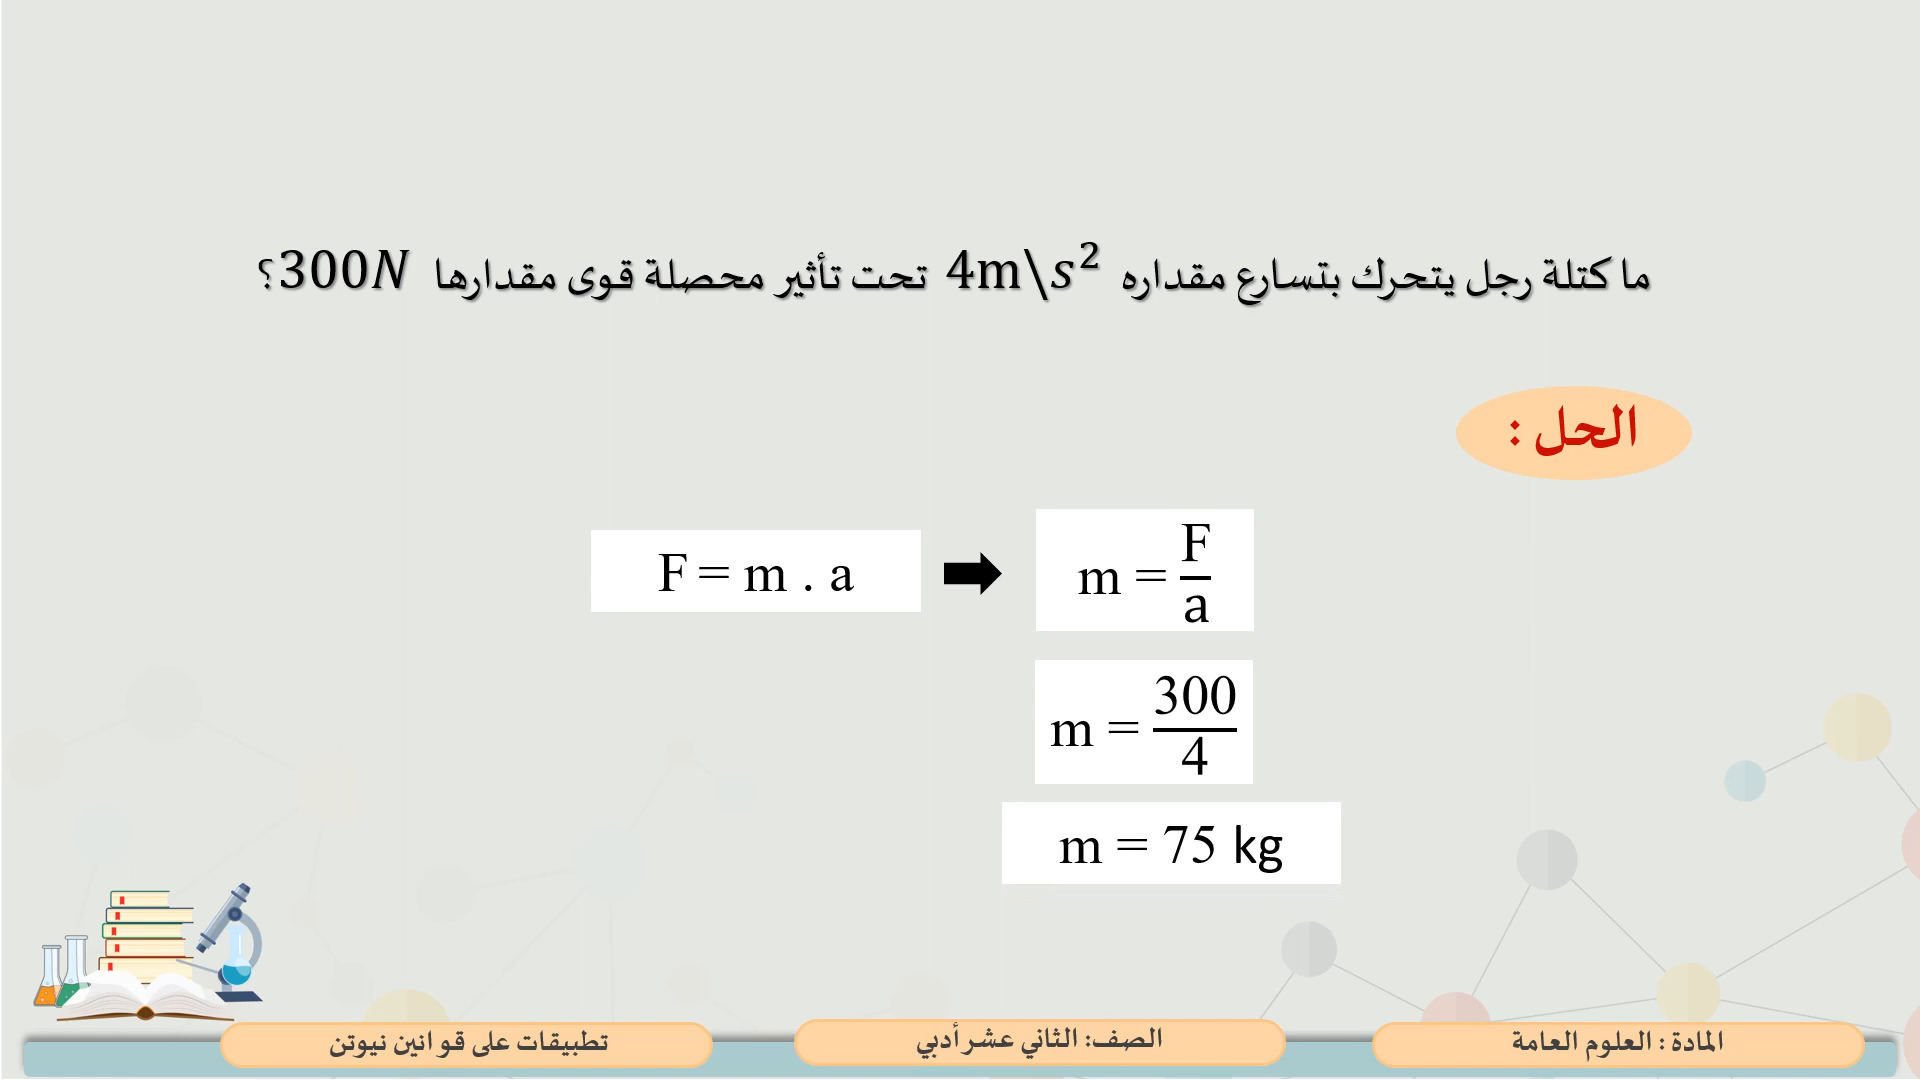 ما كتلة رجل يتحرك بتسارع مقداره 4m\s² تحت تأثير محصلة قوى مقدارها 300N؟
الحل :
F = m . a ➡ m = F/a
m = 300/4
m = 75 kg
المادة : العلوم العامة
الصف: الثاني عشر أدبي
تطبيقات على قوانين نيوتن